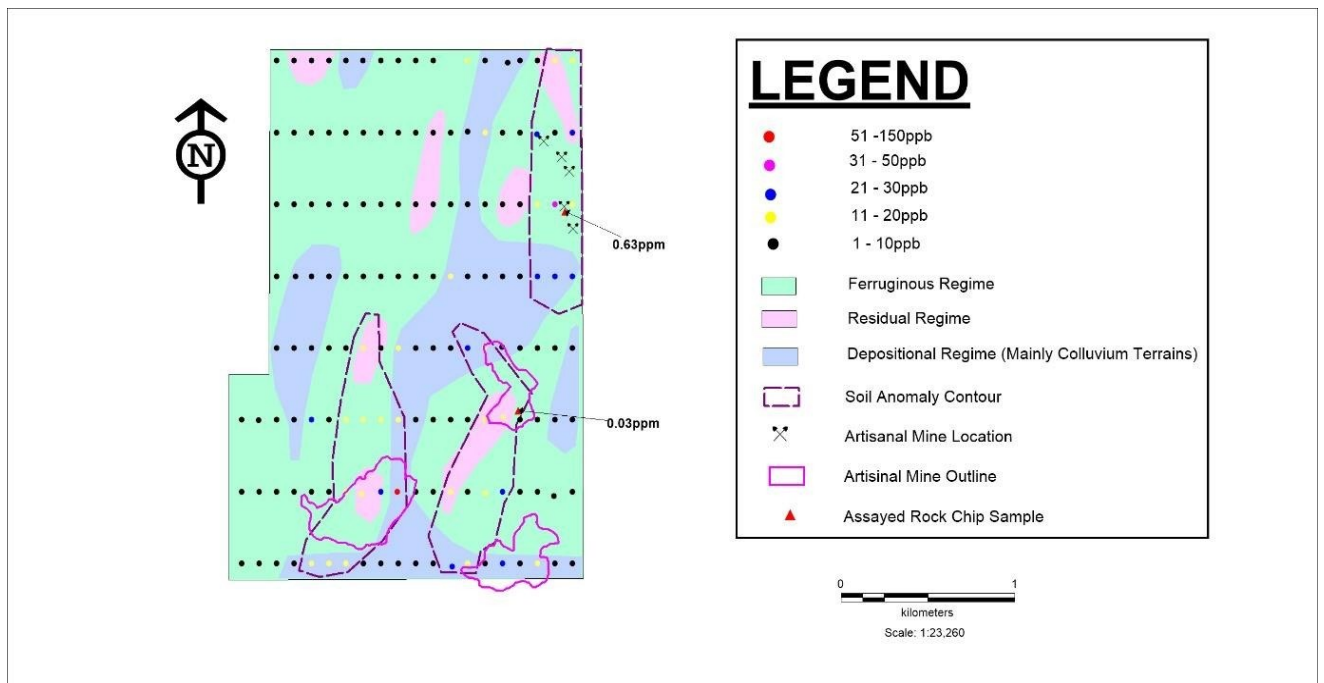 N
0.63ppm
0.03ppm
LEGEND
51 -150ppb
31 - 50ppb
21 - 30ppb
11 - 20ppb
1 - 10ppb
Ferruginous Regime
Residual Regime
Depositional Regime (Mainly Colluvium Terrains)
Soil Anomaly Contour
Artisanal Mine Location
Artisinal Mine Outline
Assayed Rock Chip Sample
0 1
kilometers
Scale: 1:23,260